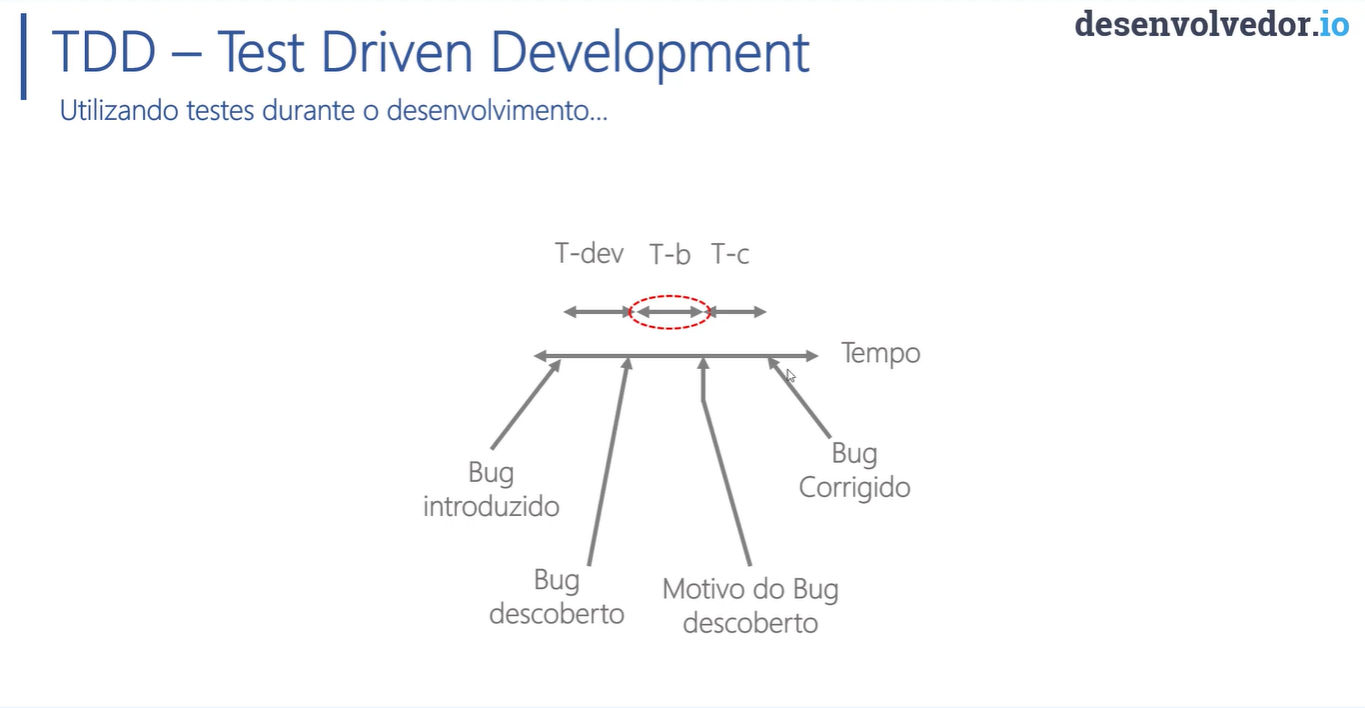 desenvolvedor.io
TDD – Test Driven Development
Utilizando testes durante o desenvolvimento...
T-dev T-b T-c
Tempo
Bug
introduzido
Bug
Corrigido
Bug
descoberto
Motivo do Bug
descoberto